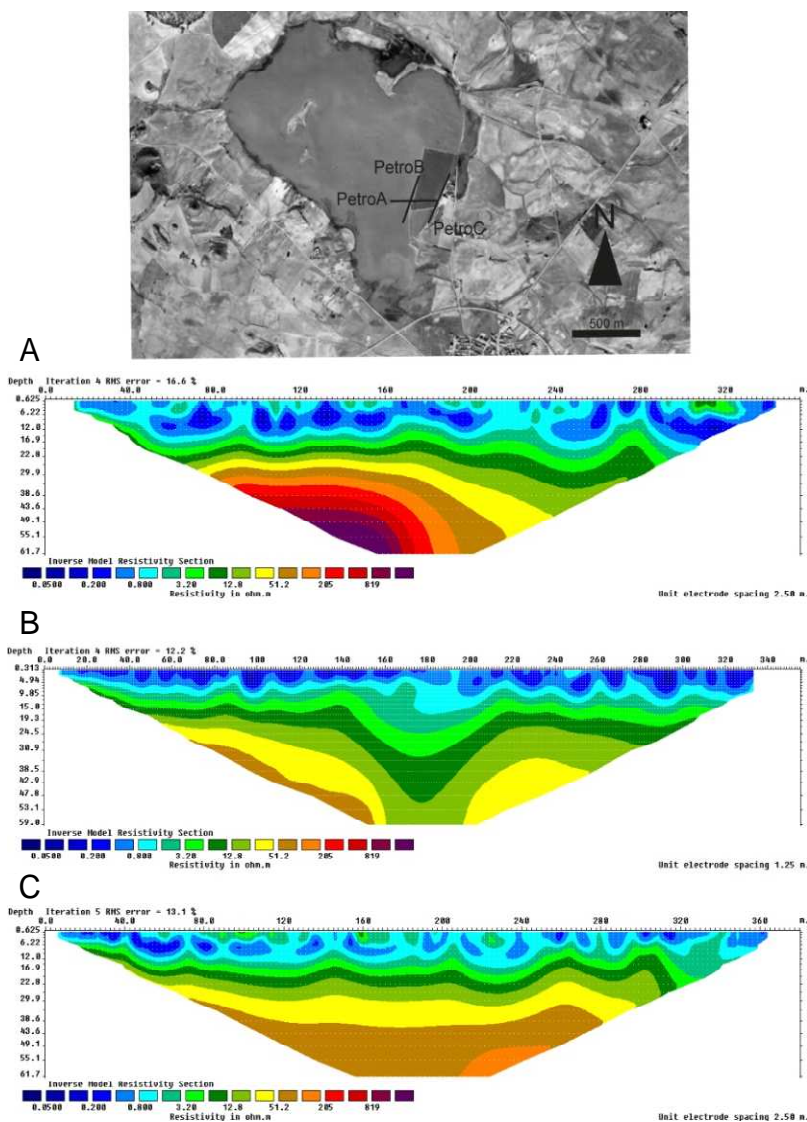 PetroB
PetroA
PetroC
N
500 m
A
Depth Iteration 4 RMS error = 16.6 %
0.0 40.0 80.0 120 160 200 240 280 320 m.
0.625
6.22
12.0
16.9
22.8
29.9
38.6
43.6
49.1
55.1
61.7
Inverse Model Resistivity Section
0.0500 0.200 0.800 3.20 12.8 51.2 205 819
Resistivity in ohm.m
Unit electrode spacing 2.50 m.
B
Depth Iteration 4 RMS error = 12.2 %
0.0 20.0 40.0 60.0 80.0 100 120 140 160 180 200 220 240 260 280 300 320 340 m.
0.313
4.94
9.85
15.0
19.3
24.5
30.9
38.5
42.9
47.8
53.1
59.0
Inverse Model Resistivity Section
0.0500 0.200 0.800 3.20 12.8 51.2 205 819
Resistivity in ohm.m
Unit electrode spacing 1.25 m.
C
Depth Iteration 5 RMS error = 13.1 %
0.0 40.0 80.0 120 160 200 240 280 320 360 m.
0.625
6.22
12.0
16.9
22.8
29.9
38.6
43.6
49.1
55.1
61.7
Inverse Model Resistivity Section
0.0500 0.200 0.800 3.20 12.8 51.2 205 819
Resistivity in ohm.m
Unit electrode spacing 2.50 m.